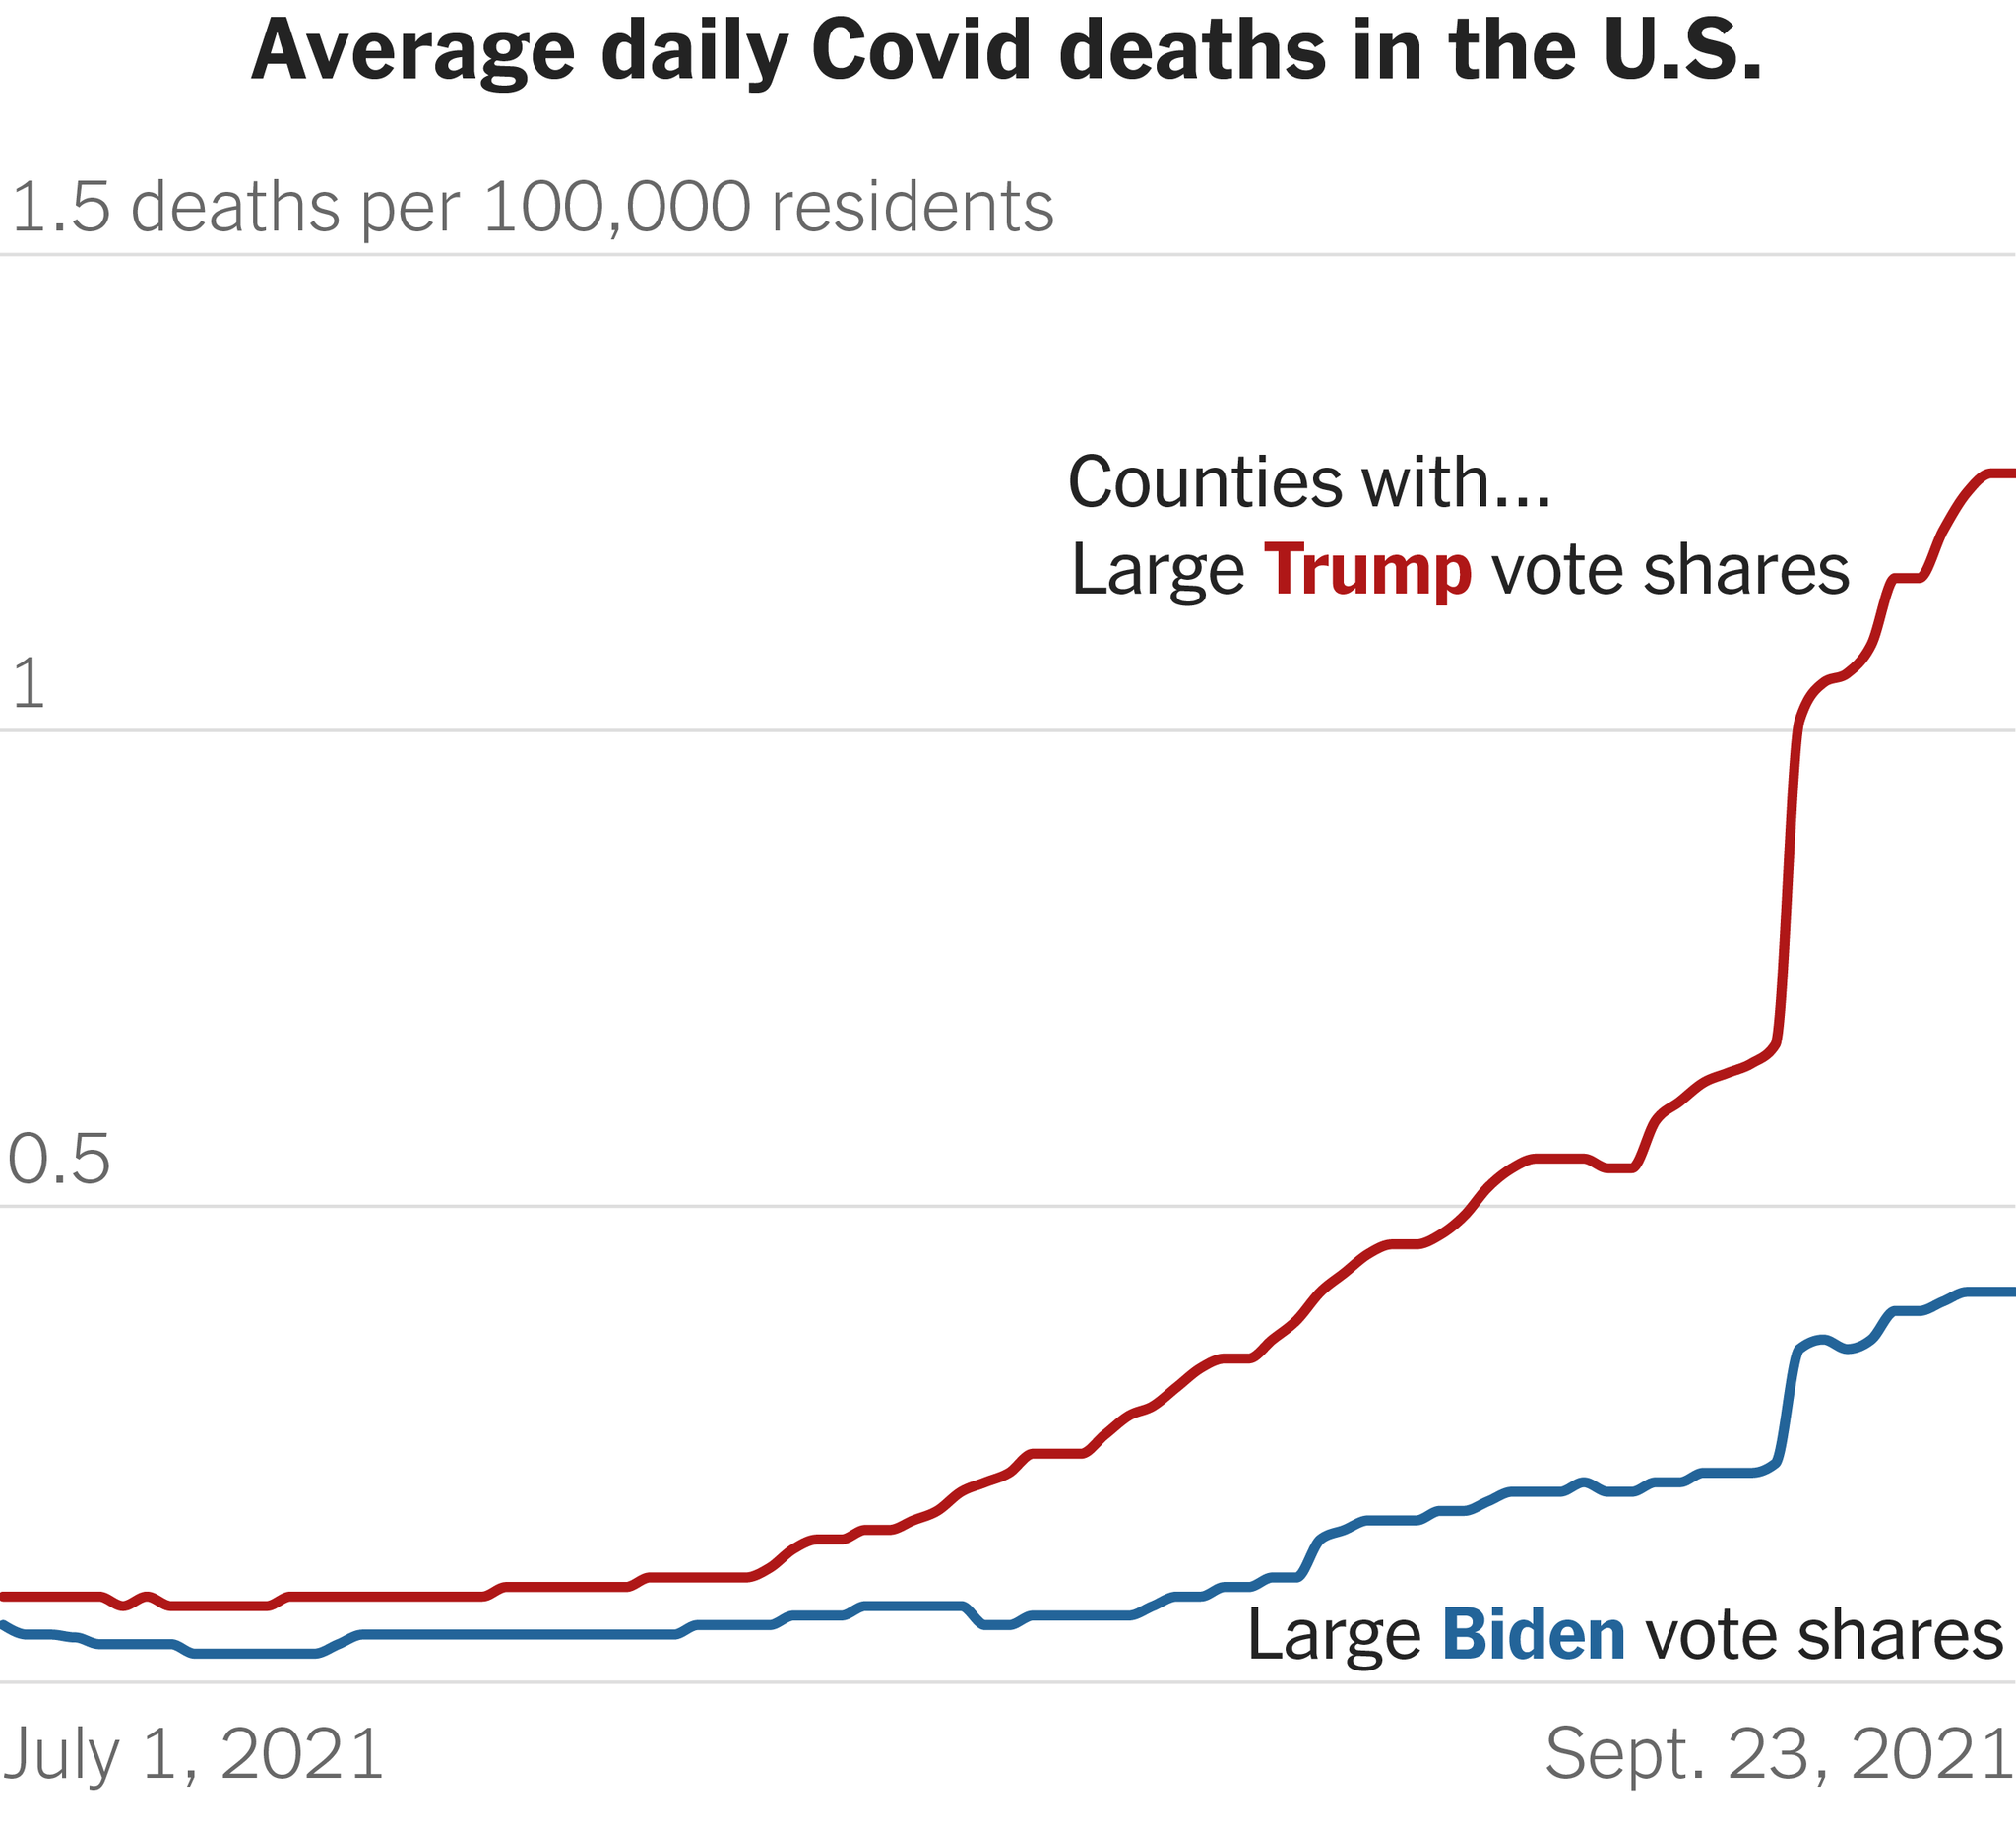 Average daily Covid deaths in the U.S.
1.5 deaths per 100,000 residents
Counties with...
Large Trump vote shares
1
0.5
Large Biden vote shares
July 1, 2021
Sept. 23, 2021